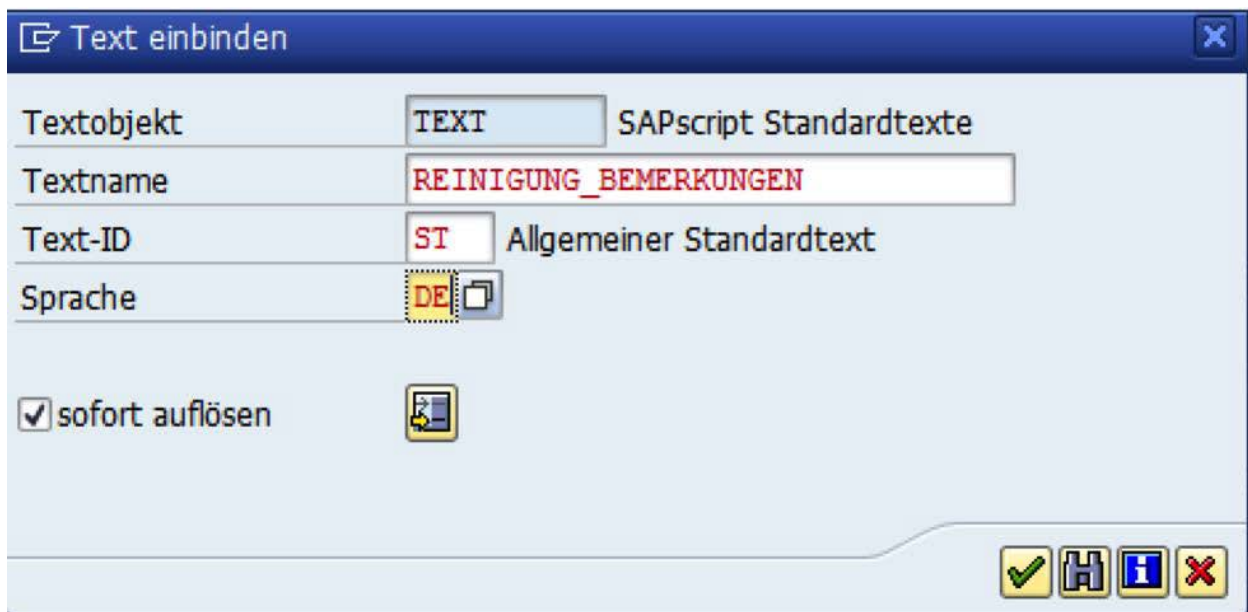 Text einbinden
Textobjekt TEXT SAPscript Standardtexte
Textname REINIGUNG_BEMERKUNGEN
Text-ID ST Allgemeiner Standardtext
Sprache DE
sofort auflösen